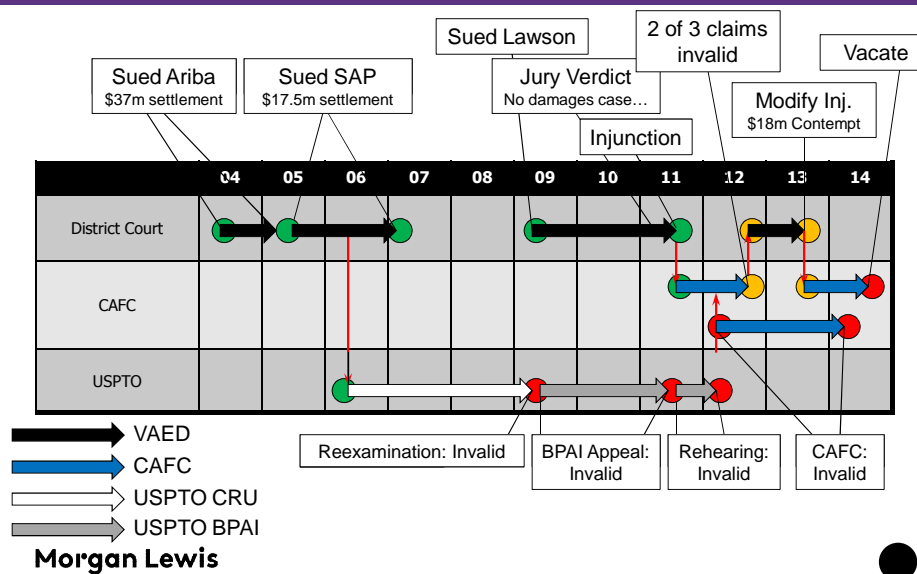 Sued Ariba
$37m settlement
Sued SAP
$17.5m settlement
Sued Lawson
Jury Verdict
No damages case…
Injunction
2 of 3 claims
invalid
Modify Inj.
$18m Contempt
Vacate
04 05 06 07 08 09 10 11 12 13 14
District Court
CAFC
USPTO
Reexamination: Invalid
BPAI Appeal:
Invalid
Rehearing:
Invalid
CAFC:
Invalid
VAED
CAFC
USPTO CRU
USPTO BPAI
Morgan Lewis